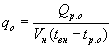 q_o = Q_{p.o} / V_н (t_{вн} - t_{p.o})